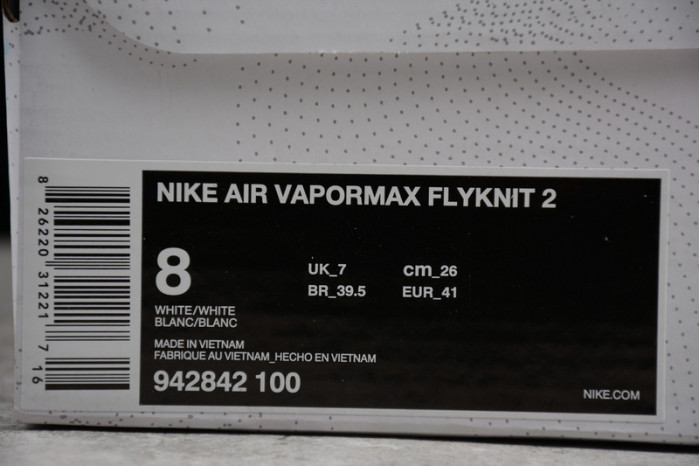 NIKE AIR VAPORMAX FLYKNIT 2
8
UK_7 cm_26
BR_39.5 EUR_41
WHITE/WHITE
BLANC/BLANC
MADE IN VIETNAM
FABRIQUE AU VIETNAM_HECHO EN VIETNAM
942842 100
NIKE.COM
8 26220 31221 7 16